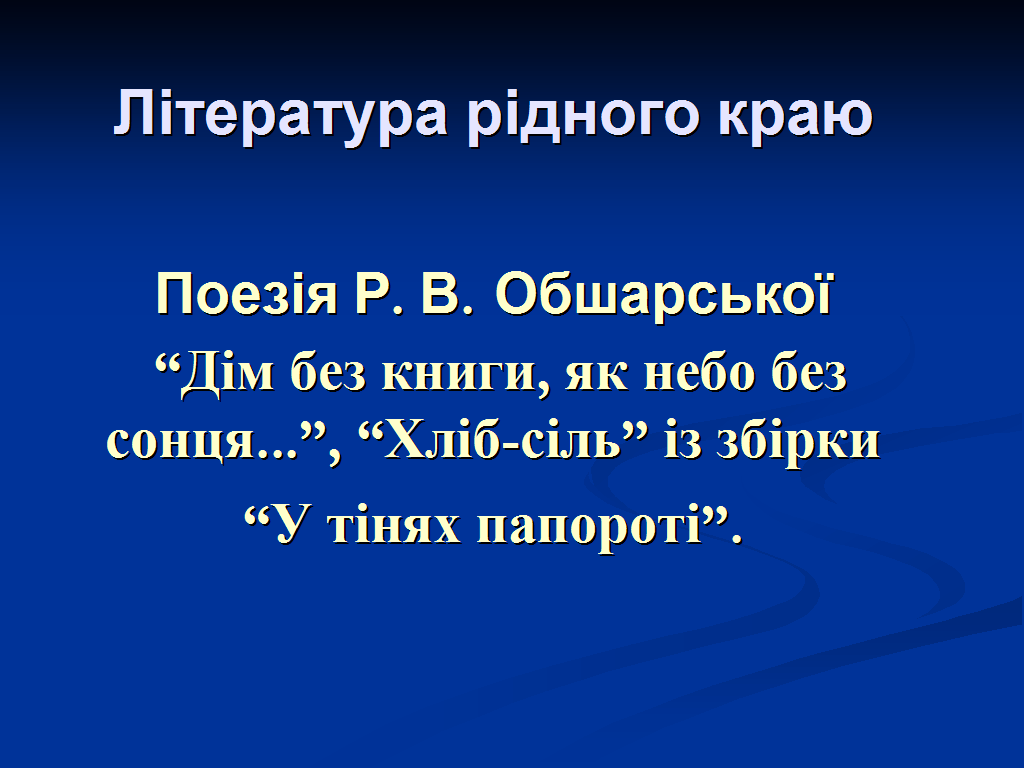 Література рідного краю
Поезія Р. В. Обшарської
“Дім без книги, як небо без
сонця...”, “Хліб-сіль” із збірки
“У тінях папороті”.